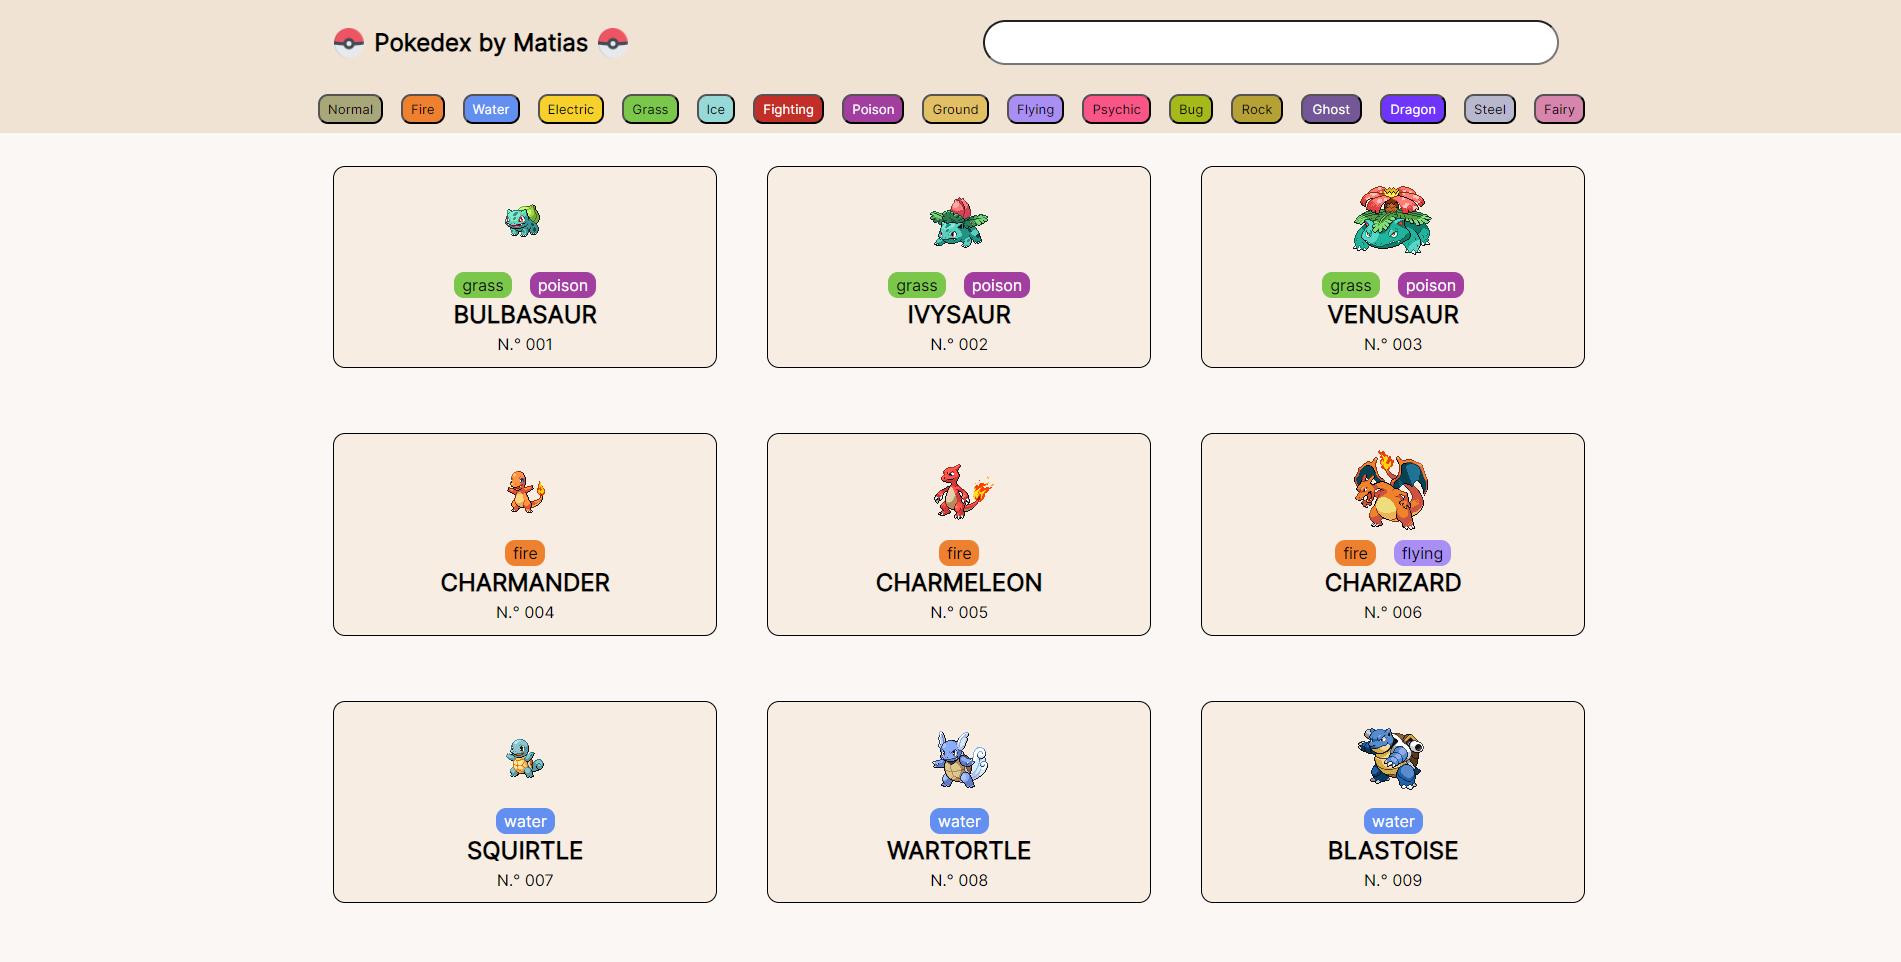 Pokedex by Matias
Normal Fire Water Electric Grass Ice Fighting Poison Ground Flying Psychic Bug Rock Ghost Dragon Steel Fairy
grass poison
BULBASAUR
N.° 001
grass poison
IVYSAUR
N.° 002
grass poison
VENUSAUR
N.° 003
fire
CHARMANDER
N.° 004
fire
CHARMELEON
N.° 005
fire flying
CHARIZARD
N.° 006
water
SQUIRTLE
N.° 007
water
WARTORTLE
N.° 008
water
BLASTOISE
N.° 009